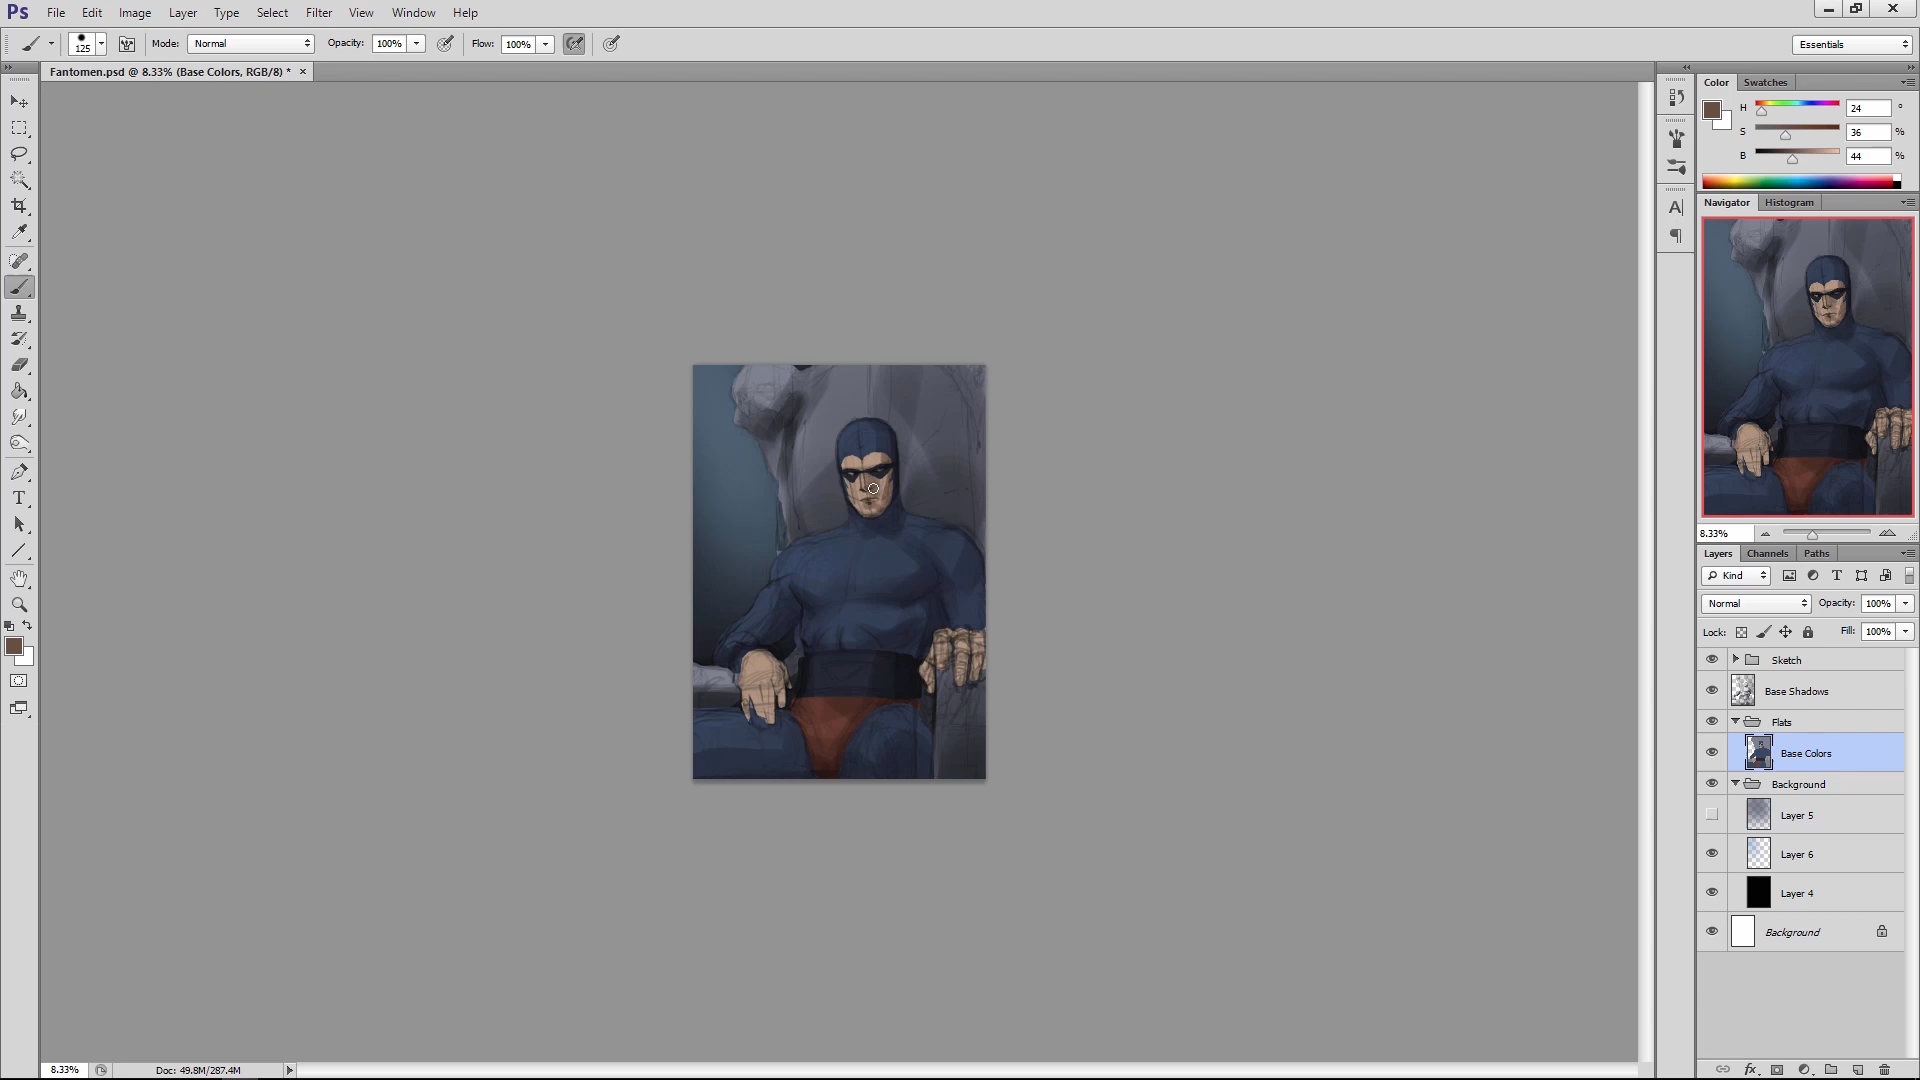 Ps File Edit Image Layer Type Select Filter View Window Help
125 Mode: Normal Opacity: 100% Flow: 100% Essentials
Fantomen.psd @ 8.33% (Base Colors, RGB/8) * ×
Color Swatches
H 24 °
S 36 %
B 44 %
Navigator Histogram
8.33%
Layers Channels Paths
Kind
Normal Opacity: 100%
Lock: Fill: 100%
Sketch
Base Shadows
Flats
Base Colors
Background
Layer 5
Layer 6
Layer 4
Background
8.33% Doc: 49.8M/287.4M